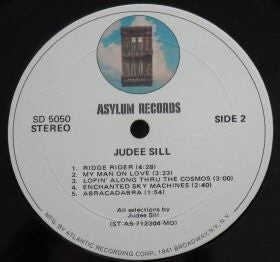 ASYLUM RECORDS
SD 5050
STEREO
SIDE 2
JUDEE SILL
1. RIDGE RIDER (4:28)
2. MY MAN ON LOVE (3:23)
3. LOPIN' ALONG THRU THE COSMOS (3:00)
4. ENCHANTED SKY MACHINES (2:40)
5. ABRACADABRA (1:54)
All selections by
Judee Sill
(ST-AS-712304-MO)
MFG BY ATLANTIC RECORDING CORP., 1841 BROADWAY, N.Y., N.Y.